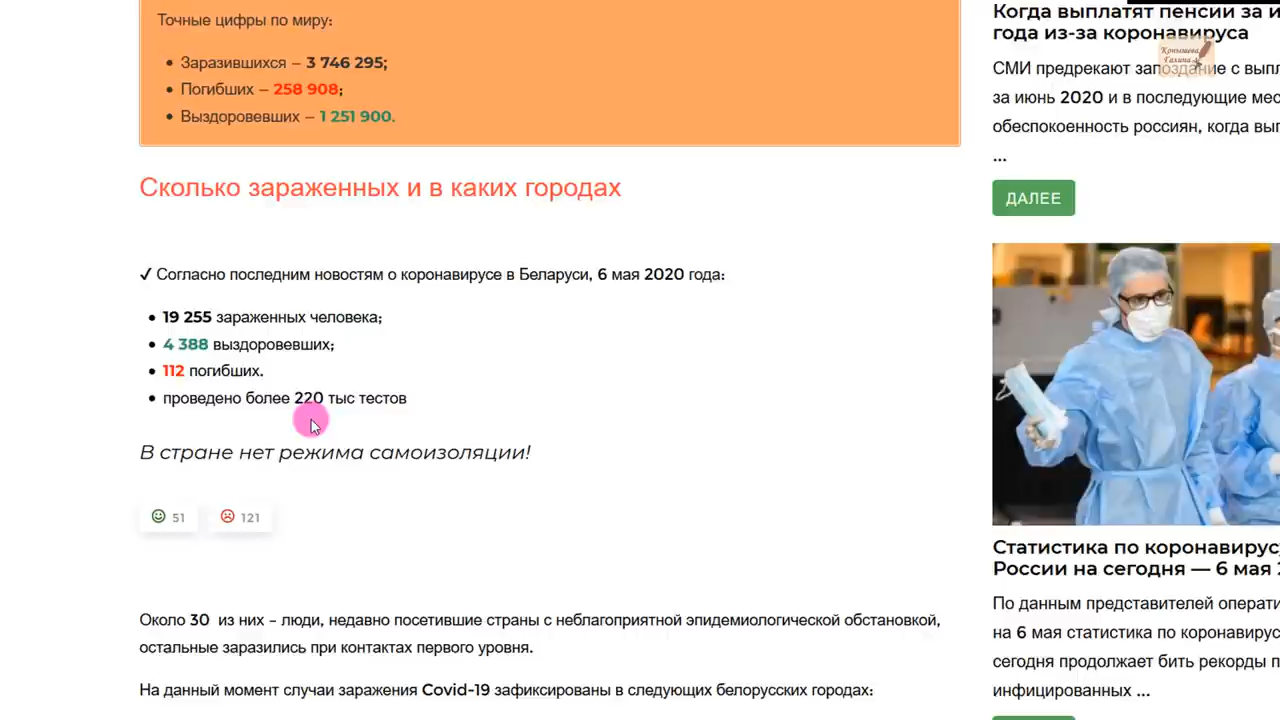 Точные цифры по миру:
• Заразившихся – 3 746 295;
• Погибших – 258 908;
• Выздоровевших – 1 251 900.
Сколько зараженных и в каких городах
✓ Согласно последним новостям о коронавирусе в Беларуси, 6 мая 2020 года:
• 19 255 зараженных человека;
• 4 388 выздоровевших;
• 112 погибших.
• проведено более 220 тыс тестов
В стране нет режима самоизоляции!
51 121
Около 30 из них – люди, недавно посетившие страны с неблагоприятной эпидемиологической обстановкой,
остальные заразились при контактах первого уровня.
На данный момент случаи заражения Covid-19 зафиксированы в следующих белорусских городах:
Когда выплатят пенсии за и
года из-за коронавируса
Конышева
Галина
СМИ предрекают запоздание с выпл
за июнь 2020 и в последующие мес
обеспокоенность россиян, когда вып
...
ДАЛЕЕ
Статистика по коронавирусу
России на сегодня — 6 мая 2
По данным представителей операти
на 6 мая статистика по коронавирус
сегодня продолжает бить рекорды п
инфицированных ...